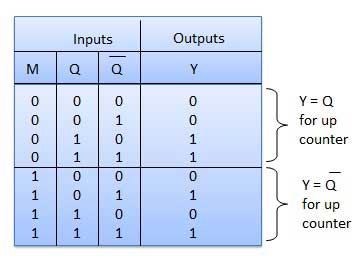 Inputs Outputs
M Q Q̅ Y
0 0 0 0
0 0 1 0
0 1 0 1
0 1 1 1
1 0 0 0
1 0 1 1
1 1 0 0
1 1 1 1
Y = Q
for up
counter
Y = Q̅
for up
counter